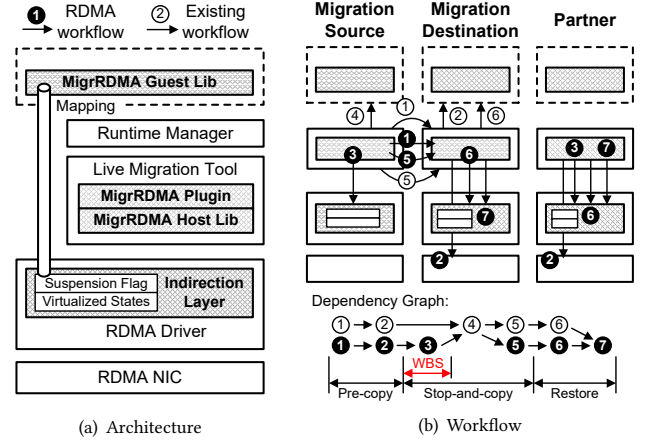 ❶ RDMA workflow
② Existing workflow
MigrRDMA Guest Lib
Mapping
Runtime Manager
Live Migration Tool
MigrRDMA Plugin
MigrRDMA Host Lib
Suspension Flag
Virtualized States
Indirection
Layer
RDMA Driver
RDMA NIC
(a) Architecture
Migration
Source
Migration
Destination
Partner
④ ① ② ⑥
❸ ❶ ❺ ❻ ❸ ❼
⑤
❼ ❻
❷ ❷
Dependency Graph:
① ② ④ ⑤ ⑥
❶ ❷ ❸ ❺ ❻ ❼
WBS
Pre-copy Stop-and-copy Restore
(b) Workflow